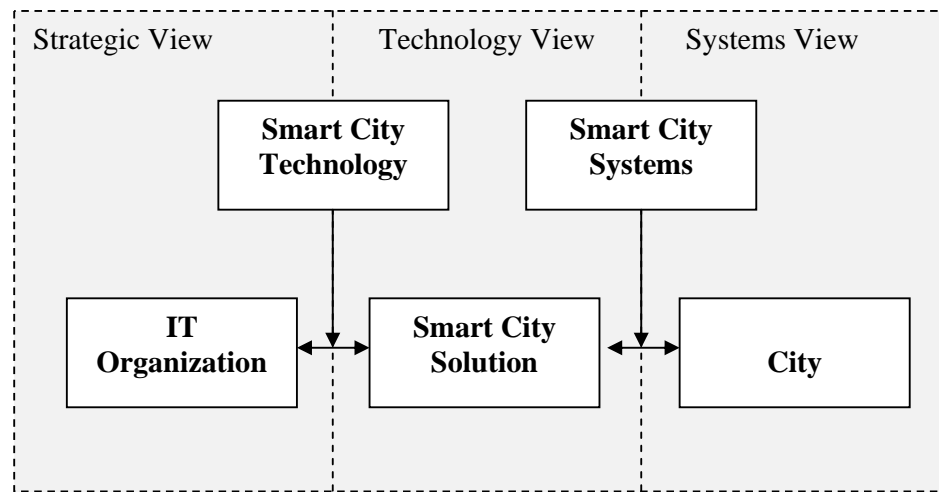 Strategic View
Technology View
Systems View
Smart City
Technology
Smart City
Systems
IT
Organization
Smart City
Solution
City